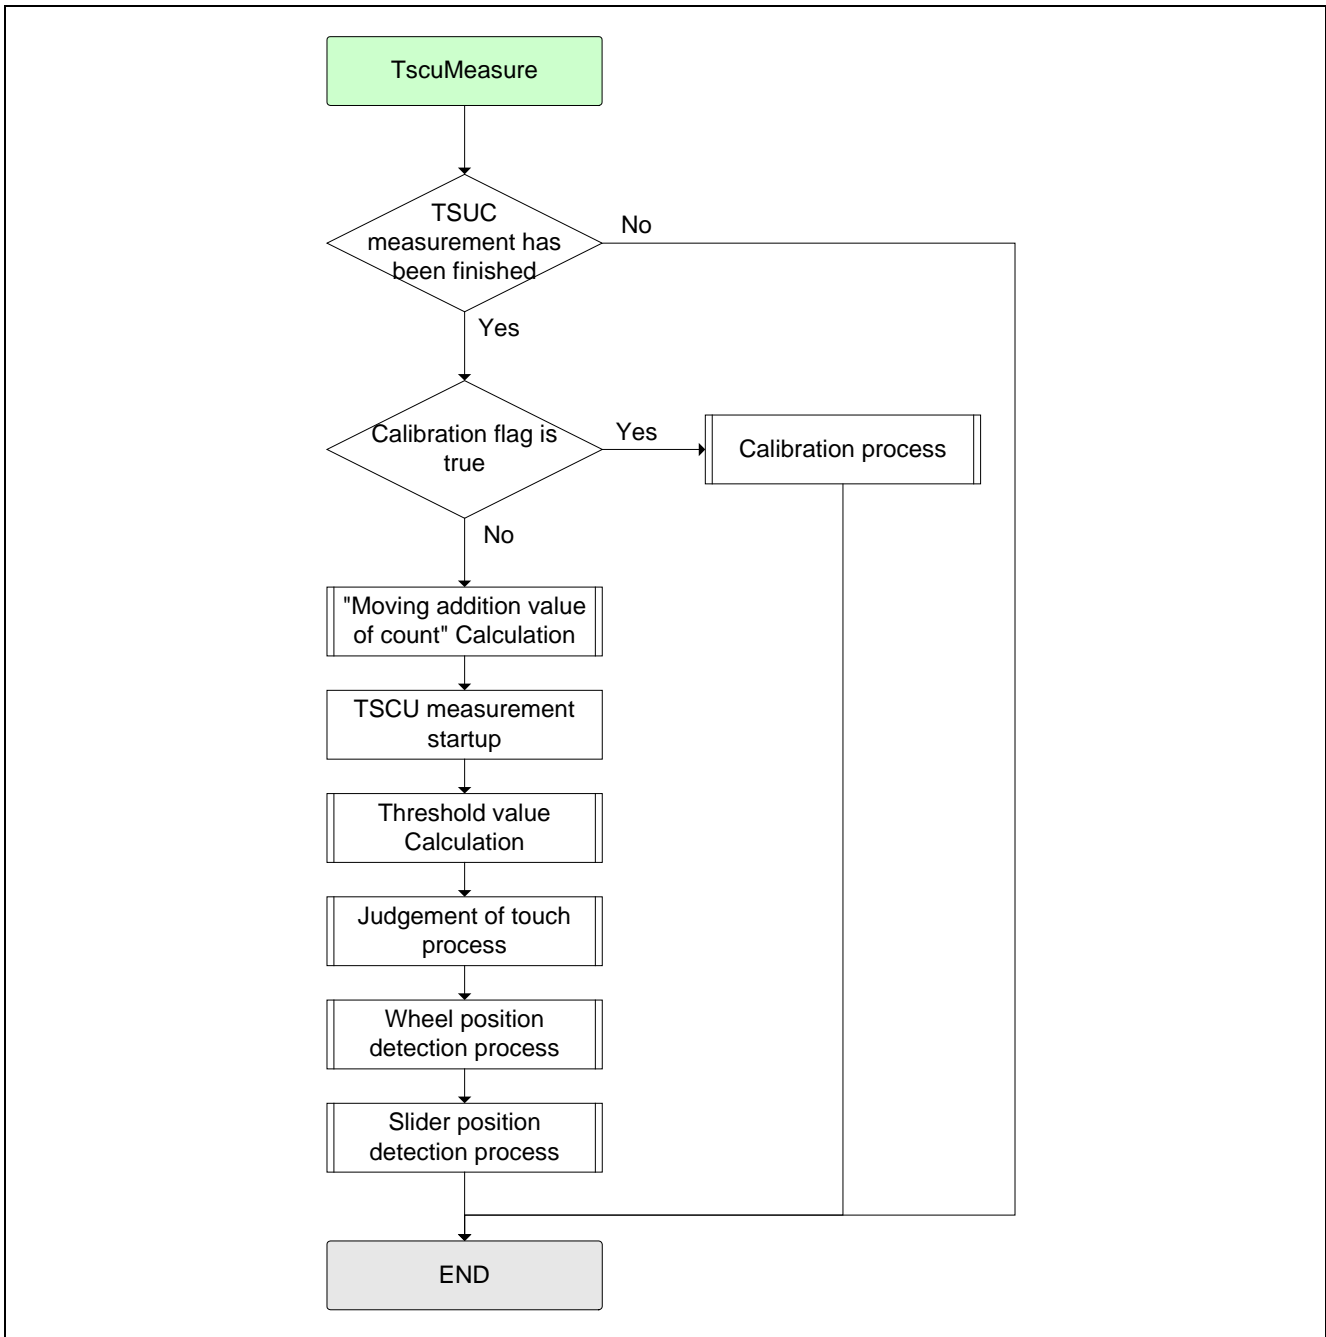 TscuMeasure
TSUC
measurement has
been finished
No
Yes
Calibration flag is
true
Yes
Calibration process
No
"Moving addition value
of count" Calculation
TSCU measurement
startup
Threshold value
Calculation
Judgement of touch
process
Wheel position
detection process
Slider position
detection process
END